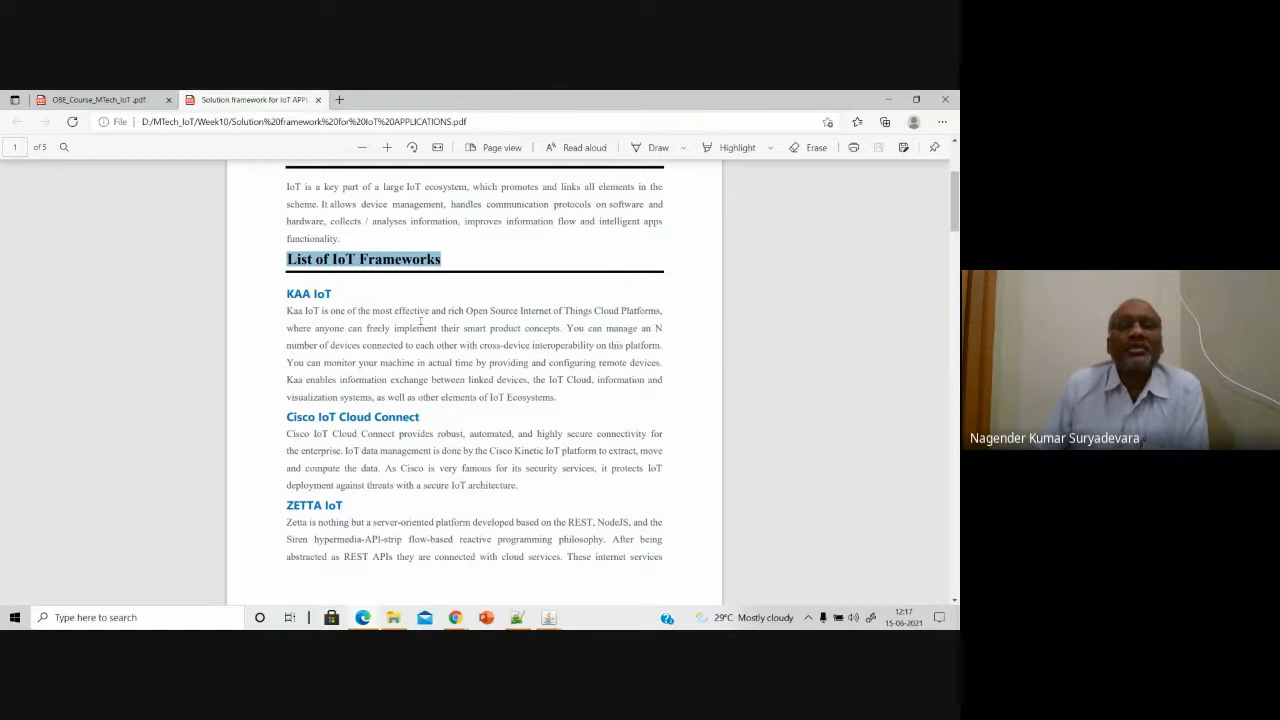 OBE_Course_MTech_IoT .pdf
Solution framework for IoT APPL
File
D:/MTech_IoT/Week10/Solution%20framework%20for%20IoT%20APPLICATIONS.pdf
1 of 5
Page view
Read aloud
Draw
Highlight
Erase
IoT is a key part of a large IoT ecosystem, which promotes and links all elements in the
scheme. It allows device management, handles communication protocols on software and
hardware, collects / analyses information, improves information flow and intelligent apps
functionality.
List of IoT Frameworks
KAA IoT
Kaa IoT is one of the most effective and rich Open Source Internet of Things Cloud Platforms,
where anyone can freely implement their smart product concepts. You can manage an N
number of devices connected to each other with cross-device interoperability on this platform.
You can monitor your machine in actual time by providing and configuring remote devices.
Kaa enables information exchange between linked devices, the IoT Cloud, information and
visualization systems, as well as other elements of IoT Ecosystems.
Cisco IoT Cloud Connect
Cisco IoT Cloud Connect provides robust, automated, and highly secure connectivity for
the enterprise. IoT data management is done by the Cisco Kinetic IoT platform to extract, move
and compute the data. As Cisco is very famous for its security services, it protects IoT
deployment against threats with a secure IoT architecture.
ZETTA IoT
Zetta is nothing but a server-oriented platform developed based on the REST, NodeJS, and the
Siren hypermedia-API-strip flow-based reactive programming philosophy. After being
abstracted as REST APIs they are connected with cloud services. These internet services
Type here to search
29°C Mostly cloudy
12:17
15-06-2021
Nagender Kumar Suryadevara